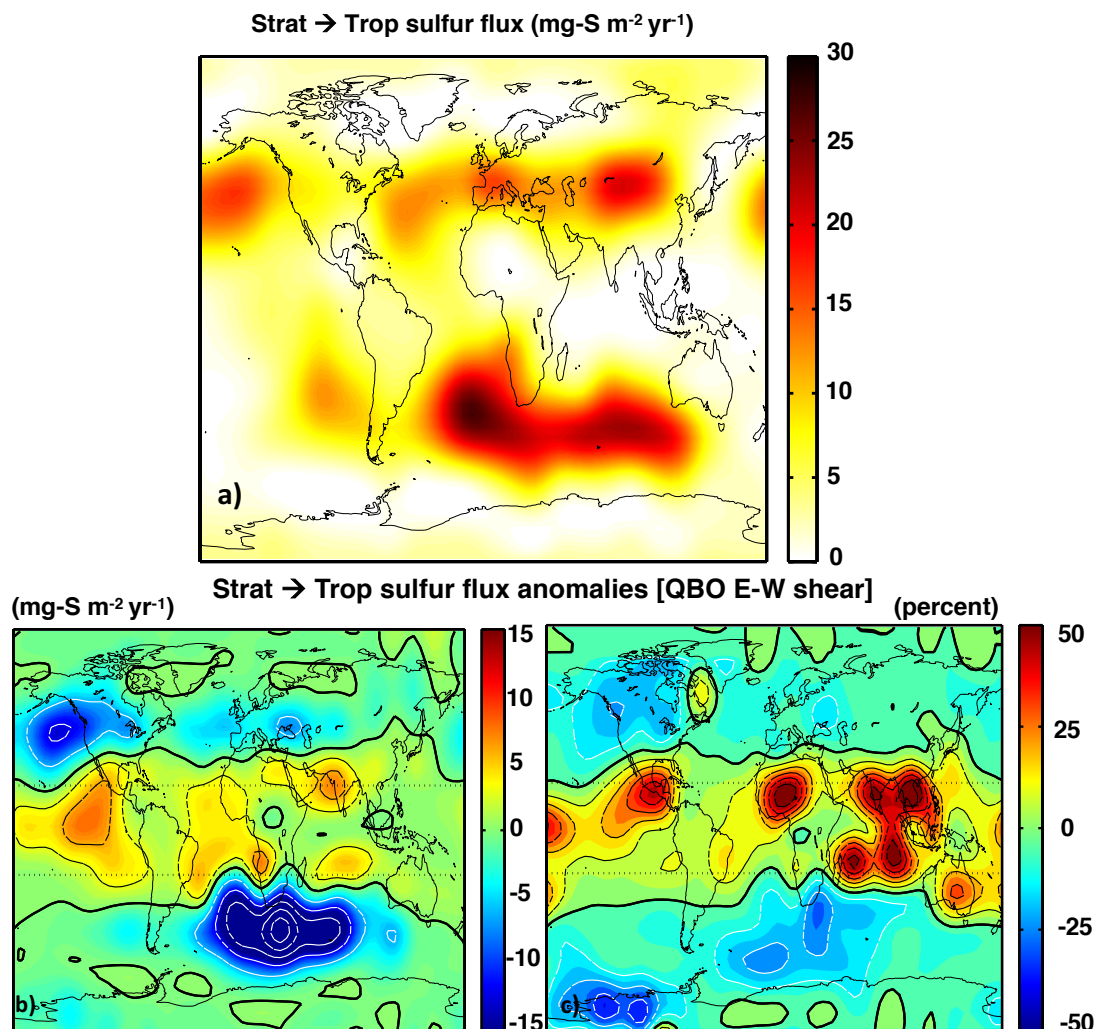 Strat → Trop sulfur flux (mg-S m-2 yr-1)
30
25
20
15
10
5
0
a)
Strat → Trop sulfur flux anomalies [QBO E-W shear]
(mg-S m-2 yr-1)
(percent)
15
10
5
0
-5
-10
-15
b)
50
25
0
-25
-50
c)